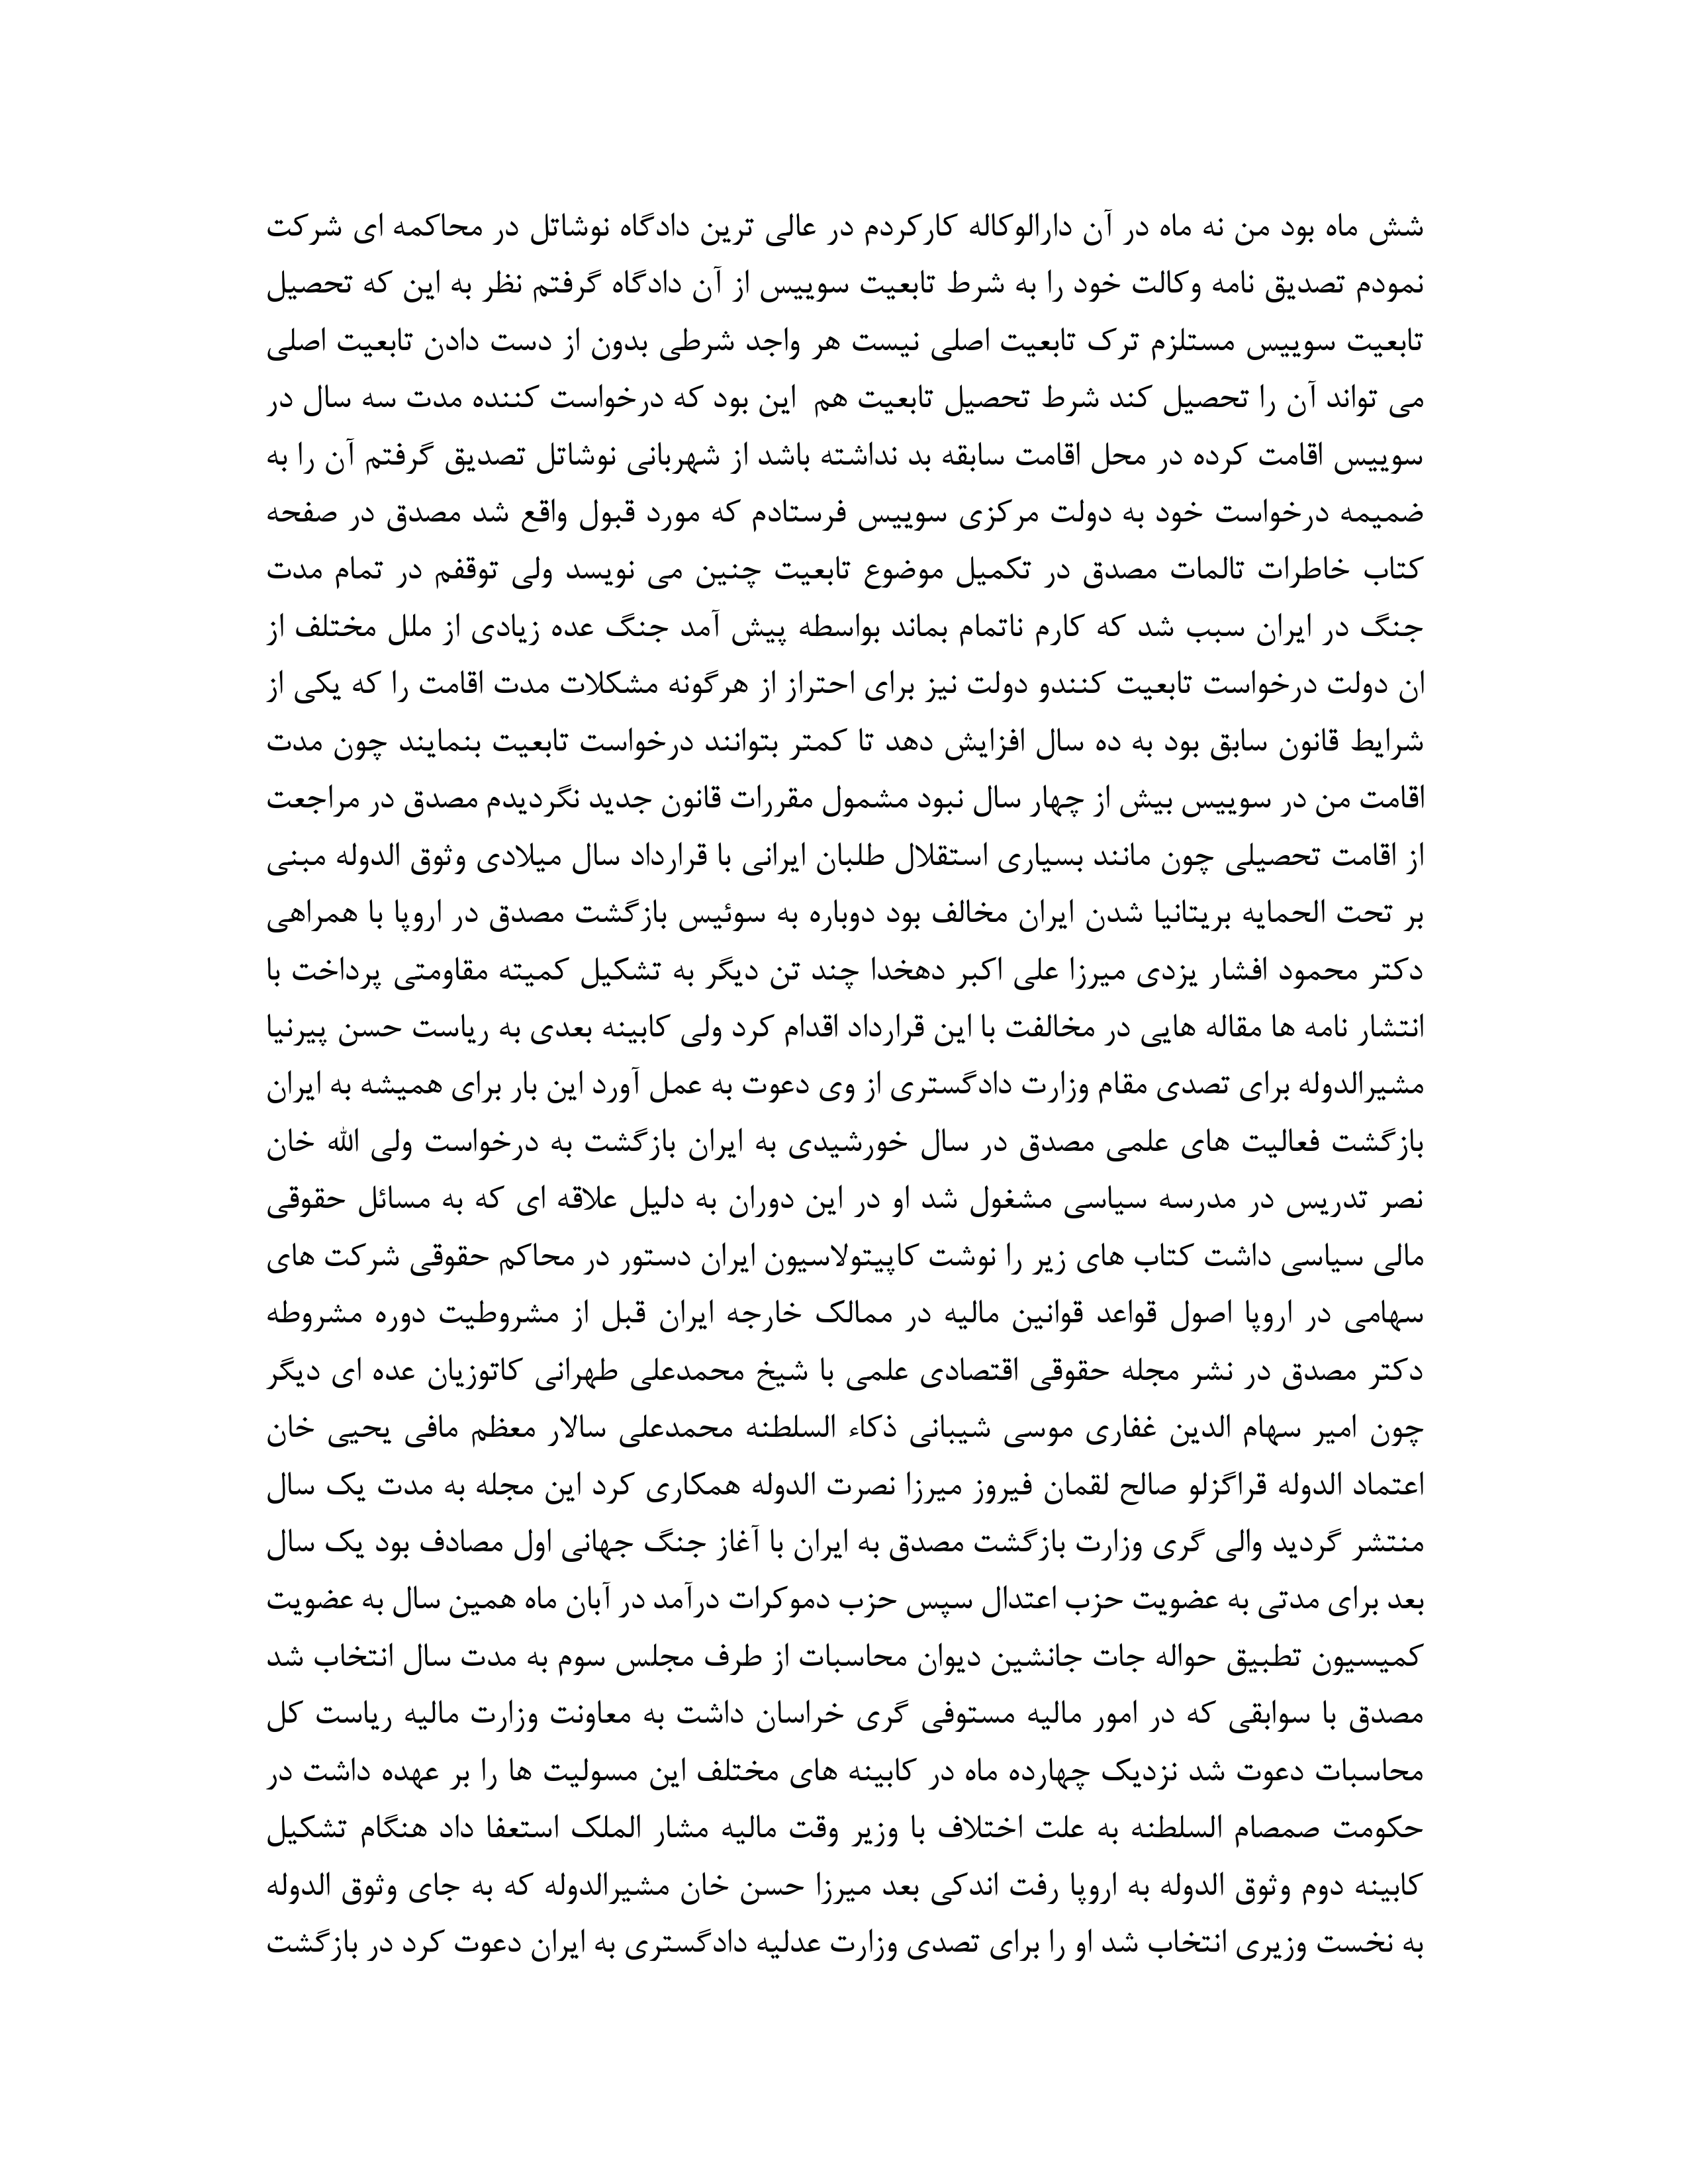 شش ماه بود من نه ماه در آن دارالوکاله کارکردم در عالی ترین دادگاه نوشاتل در محاکمه ای شرکت
نمودم تصدیق نامه وکالت خود را به شرط تابعیت سوییس از آن دادگاه گرفتم نظر به این که تحصیل
تابعیت سوییس مستلزم ترک تابعیت اصلی نیست هر واجد شرطی بدون از دست دادن تابعیت اصلی
می تواند آن را تحصیل کند شرط تحصیل تابعیت هم  این بود که درخواست کننده مدت سه سال در
سوییس اقامت کرده در محل اقامت سابقه بد نداشته باشد از شهربانی نوشاتل تصدیق گرفتم آن را به
ضمیمه درخواست خود به دولت مرکزی سوییس فرستادم که مورد قبول واقع شد مصدق در صفحه
کتاب خاطرات تالمات مصدق در تکمیل موضوع تابعیت چنین می نویسد ولی توقفم در تمام مدت
جنگ در ایران سبب شد که کارم ناتمام بماند بواسطه پیش آمد جنگ عده زیادی از ملل مختلف از
ان دولت درخواست تابعیت کنندو دولت نیز برای احتراز از هرگونه مشکلات مدت اقامت را که یکی از
شرایط قانون سابق بود به ده سال افزایش دهد تا کمتر بتوانند درخواست تابعیت بنمایند چون مدت
اقامت من در سوییس بیش از چهار سال نبود مشمول مقررات قانون جدید نگردیدم مصدق در مراجعت
از اقامت تحصیلی چون مانند بسیاری استقلال طلبان ایرانی با قرارداد سال میلادی وثوق الدوله مبنی
بر تحت الحمایه بریتانیا شدن ایران مخالف بود دوباره به سوئیس بازگشت مصدق در اروپا با همراهی
دکتر محمود افشار یزدی میرزا علی اکبر دهخدا چند تن دیگر به تشکیل کمیته مقاومتی پرداخت با
انتشار نامه ها مقاله هایی در مخالفت با این قرارداد اقدام کرد ولی کابینه بعدی به ریاست حسن پیرنیا
مشیرالدوله برای تصدی مقام وزارت دادگستری از وی دعوت به عمل آورد این بار برای همیشه به ایران
بازگشت فعالیت های علمی مصدق در سال خورشیدی به ایران بازگشت به درخواست ولی الله خان
نصر تدریس در مدرسه سیاسی مشغول شد او در این دوران به دلیل علاقه ای که به مسائل حقوقی
مالی سیاسی داشت کتاب های زیر را نوشت کاپیتولاسیون ایران دستور در محاکم حقوقی شرکت های
سهامی در اروپا اصول قواعد قوانین مالیه در ممالک خارجه ایران قبل از مشروطیت دوره مشروطه
دکتر مصدق در نشر مجله حقوقی اقتصادی علمی با شیخ محمدعلی طهرانی کاتوزیان عده ای دیگر
چون امیر سهام الدین غفاری موسی شیبانی ذکاء السلطنه محمدعلی سالار معظم مافی یحیی خان
اعتماد الدوله قراگزلو صالح لقمان فیروز میرزا نصرت الدوله همکاری کرد این مجله به مدت یک سال
منتشر گردید والی گری وزارت بازگشت مصدق به ایران با آغاز جنگ جهانی اول مصادف بود یک سال
بعد برای مدتی به عضویت حزب اعتدال سپس حزب دموکرات درآمد در آبان ماه همین سال به عضویت
کمیسیون تطبیق حواله جات جانشین دیوان محاسبات از طرف مجلس سوم به مدت سال انتخاب شد
مصدق با سوابقی که در امور مالیه مستوفی گری خراسان داشت به معاونت وزارت مالیه ریاست کل
محاسبات دعوت شد نزدیک چهارده ماه در کابینه های مختلف این مسولیت ها را بر عهده داشت در
حکومت صمصام السلطنه به علت اختلاف با وزیر وقت مالیه مشار الملک استعفا داد هنگام تشکیل
کابینه دوم وثوق الدوله به اروپا رفت اندکی بعد میرزا حسن خان مشیرالدوله که به جای وثوق الدوله
به نخست وزیری انتخاب شد او را برای تصدی وزارت عدلیه دادگستری به ایران دعوت کرد در بازگشت